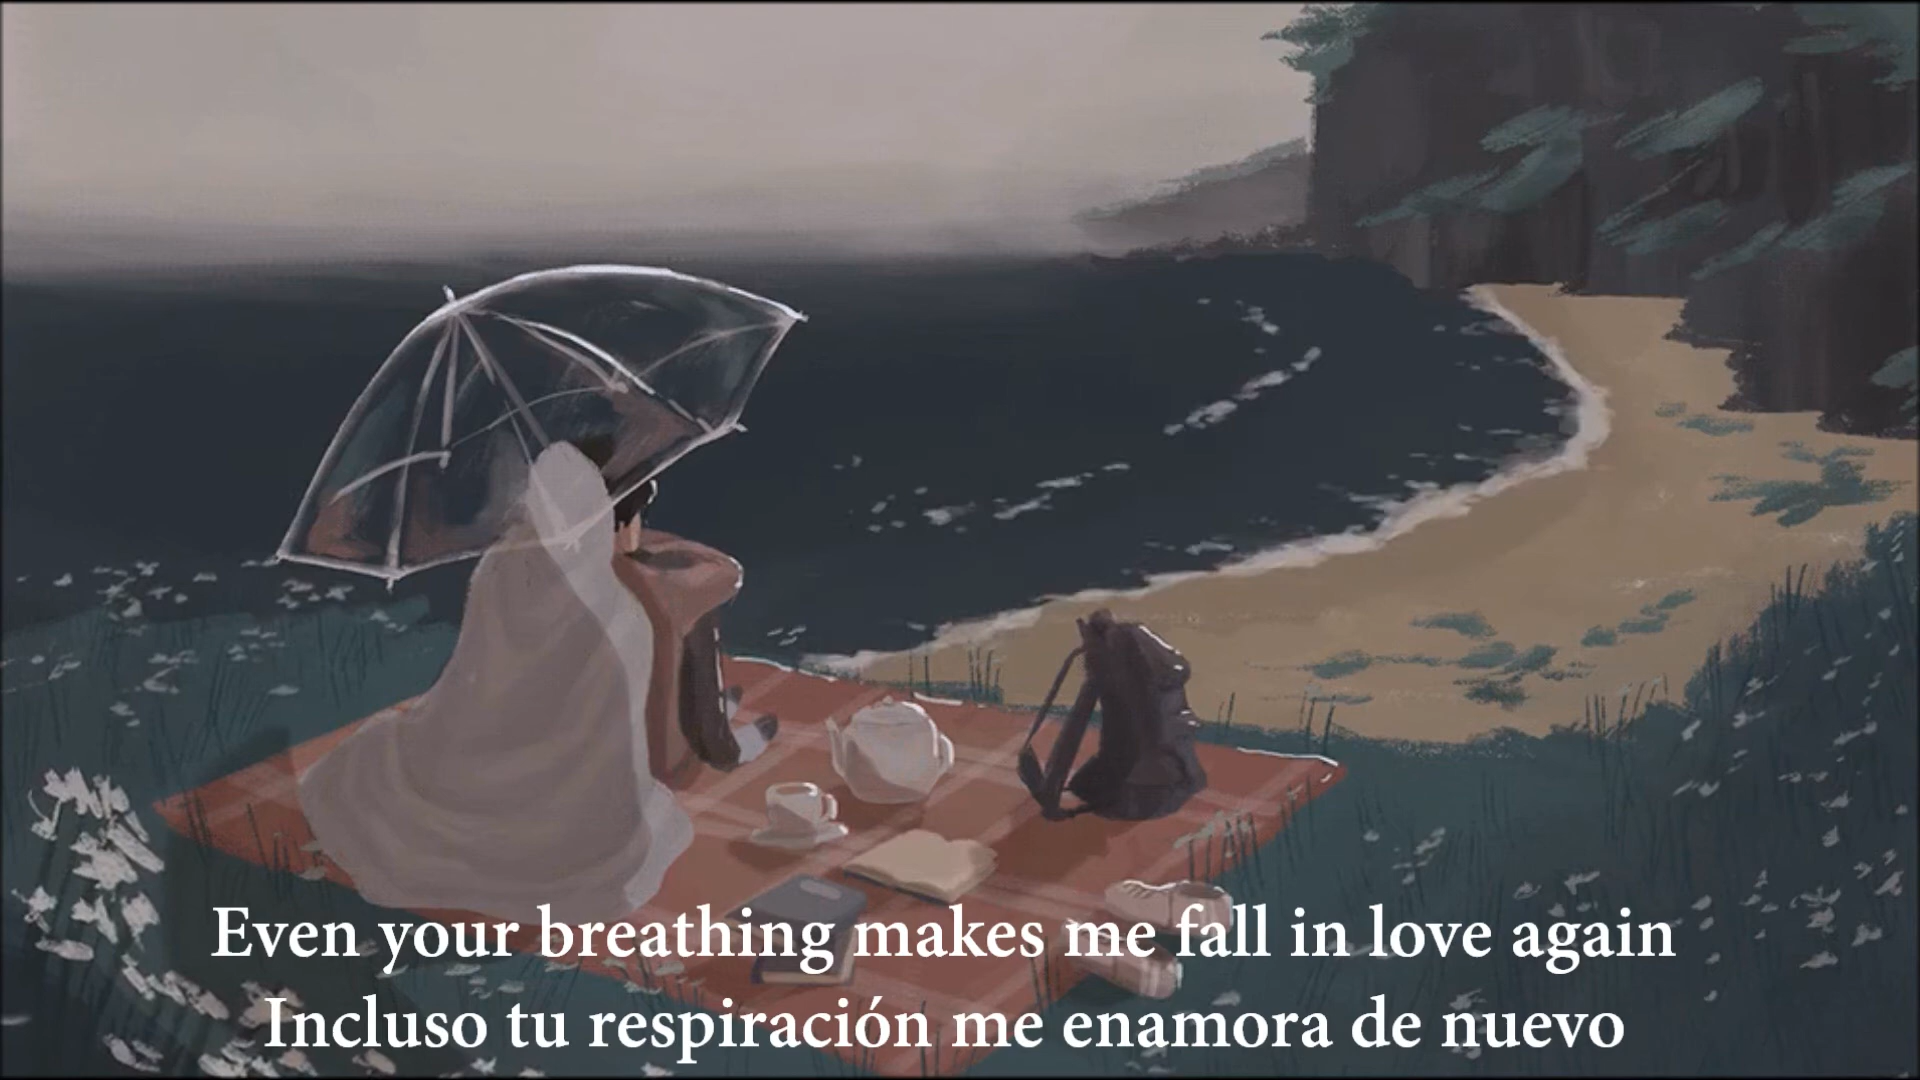 Even your breathing makes me fall in love again
Incluso tu respiración me enamora de nuevo